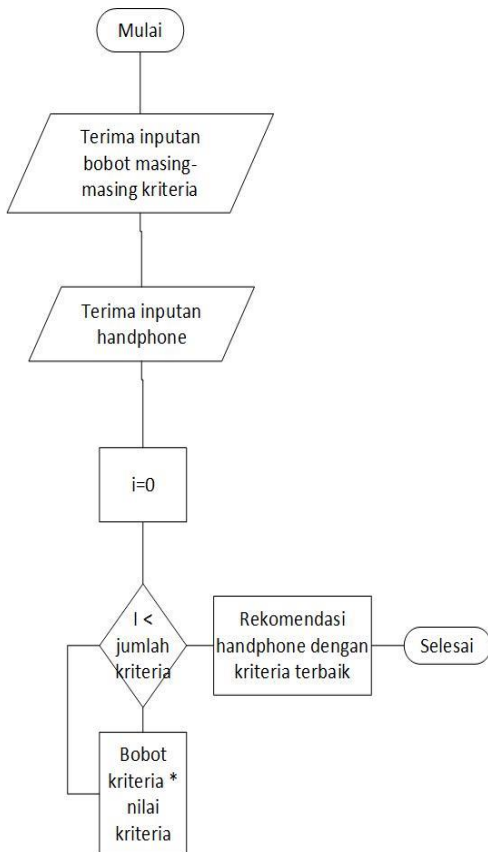 Mulai
Terima inputan
bobot masing-
masing kriteria
Terima inputan
handphone
i=0
I <
jumlah
kriteria
Rekomendasi
handphone dengan
kriteria terbaik
Selesai
Bobot
kriteria *
nilai
kriteria